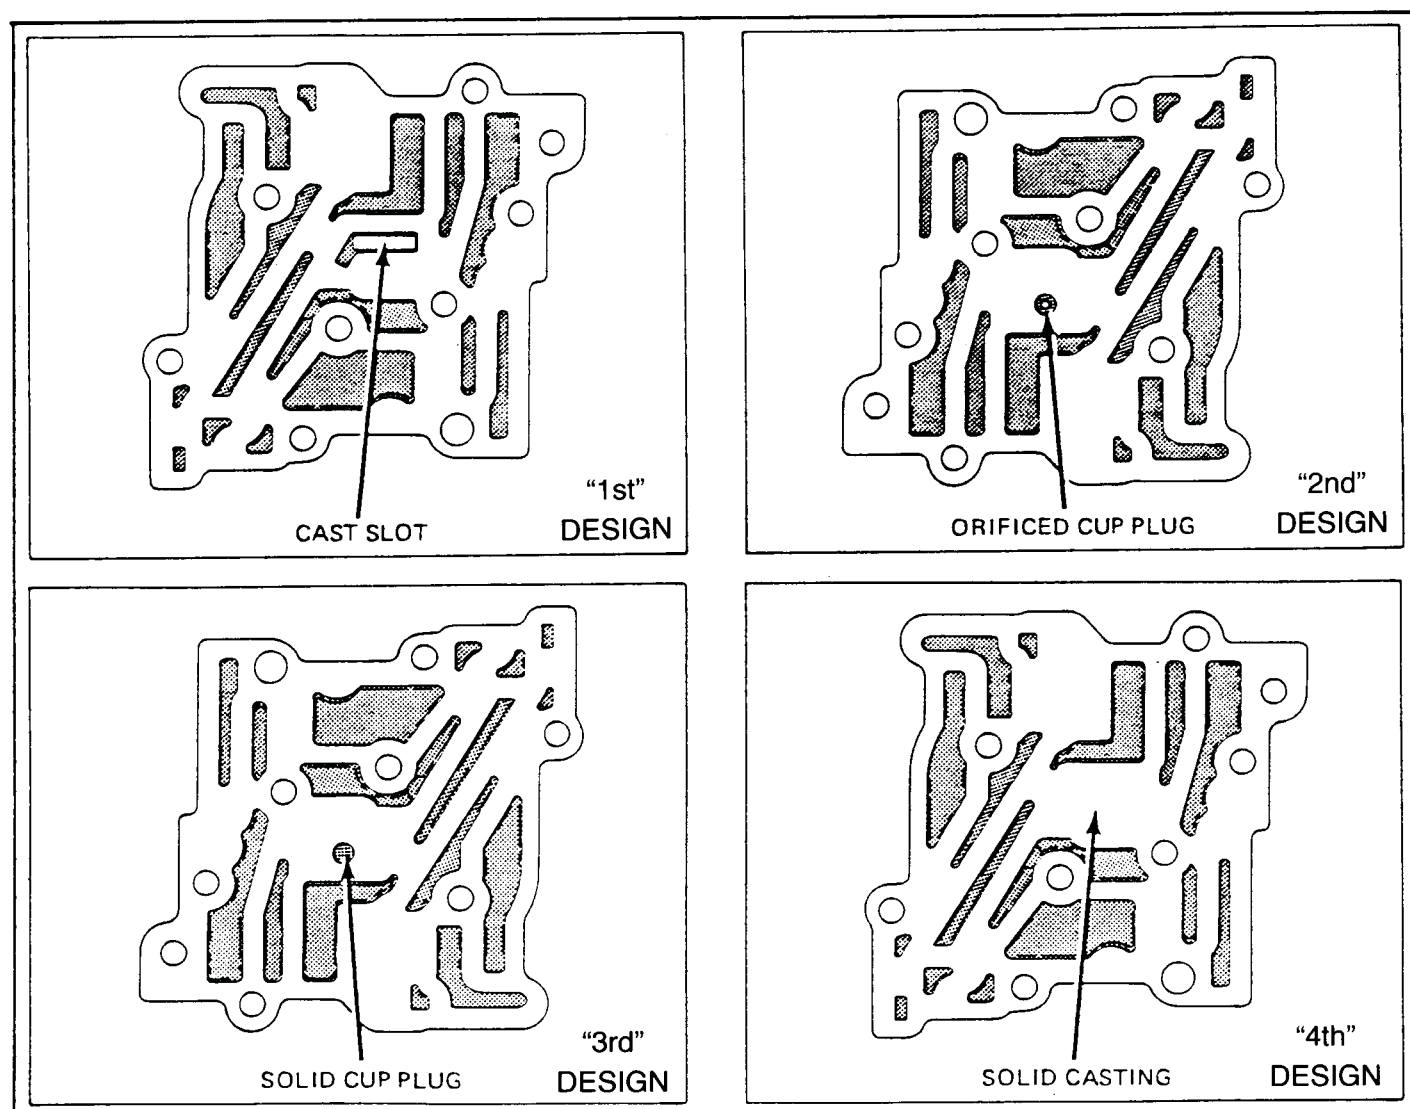 “1st”
CAST SLOT
DESIGN
“2nd”
ORIFICED CUP PLUG
DESIGN
“3rd”
SOLID CUP PLUG
DESIGN
“4th”
SOLID CASTING
DESIGN